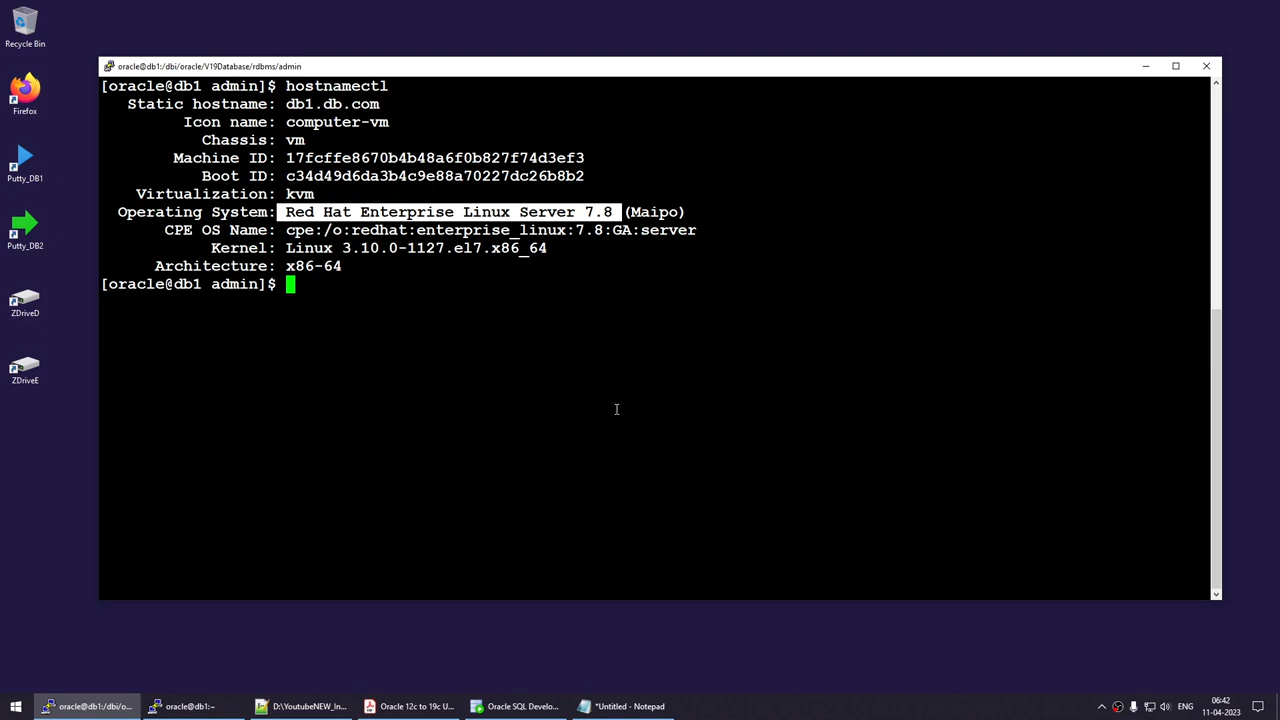 Recycle Bin
Firefox
Putty_DB1
Putty_DB2
ZDriveD
ZDriveE
oracle@db1:/dbi/oracle/V19Database/rdbms/admin
[oracle@db1 admin]$ hostnamectl
Static hostname: db1.db.com
Icon name: computer-vm
Chassis: vm
Machine ID: 17fcffe8670b4b48a6f0b827f74d3ef3
Boot ID: c34d49d6da3b4c9e88a70227dc26b8b2
Virtualization: kvm
Operating System: Red Hat Enterprise Linux Server 7.8 (Maipo)
CPE OS Name: cpe:/o:redhat:enterprise_linux:7.8:GA:server
Kernel: Linux 3.10.0-1127.el7.x86_64
Architecture: x86-64
[oracle@db1 admin]$
oracle@db1:/dbi/o...
oracle@db1:~
D:\YoutubeNEW_In...
Oracle 12c to 19c U...
Oracle SQL Develo...
*Untitled - Notepad
ENG
06:42
11-04-2023